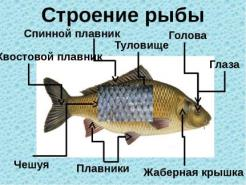 Строение рыбы
Спинной плавник
Голова
Туловище
Хвостовой плавник
Глаза
Чешуя
Плавники
Жаберная крышка